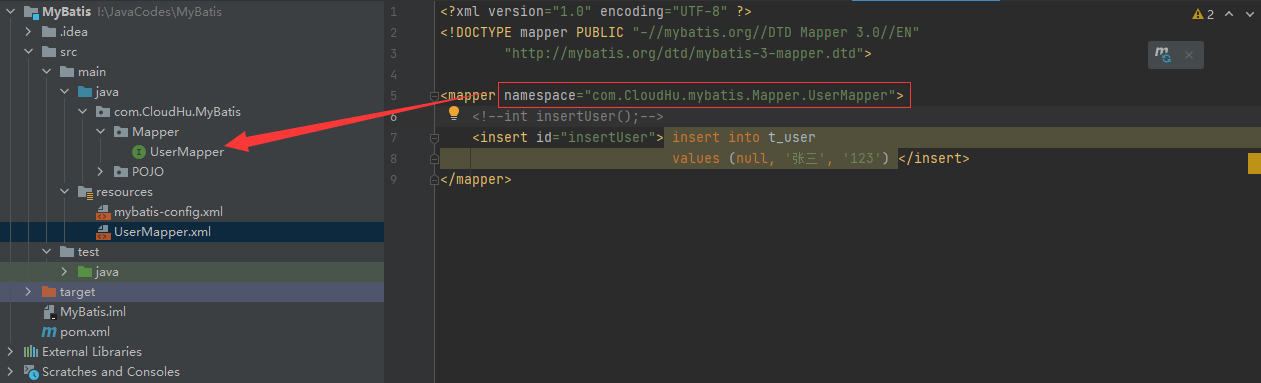 MyBatis I:\JavaCodes\MyBatis
.idea
src
main
java
com.CloudHu.MyBatis
Mapper
UserMapper
POJO
resources
mybatis-config.xml
UserMapper.xml
test
java
target
MyBatis.iml
pom.xml
External Libraries
Scratches and Consoles
1 <?xml version="1.0" encoding="UTF-8" ?>
2 <!DOCTYPE mapper PUBLIC "-//mybatis.org//DTD Mapper 3.0//EN"
3 "http://mybatis.org/dtd/mybatis-3-mapper.dtd">
4
5 <mapper namespace="com.CloudHu.mybatis.Mapper.UserMapper">
6 <!--int insertUser();-->
7 <insert id="insertUser"> insert into t_user
8 values (null, '张三', '123') </insert>
9 </mapper>
2